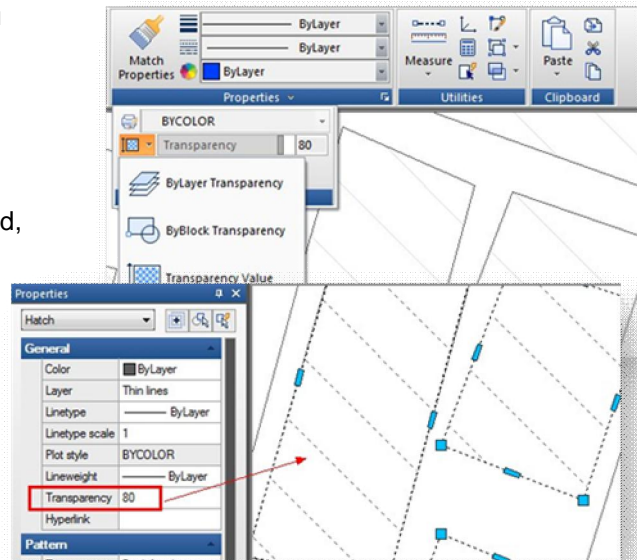 ByLayer
ByLayer
ByLayer
Match
Properties
Measure
Paste
Properties
Utilities
Clipboard
BYCOLOR
Transparency 80
ByLayer Transparency
d,
ByBlock Transparency
Transparency Value
Properties
Hatch
General
Color ByLayer
Layer Thin lines
Linetype ByLayer
Linetype scale 1
Plot style BYCOLOR
Lineweight ByLayer
Transparency 80
Hyperlink
Pattern